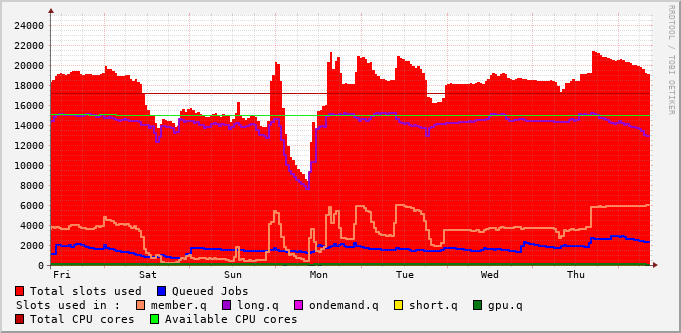 RRDTOOL / TOBI OETIKER
24000
22000
20000
18000
16000
14000
12000
10000
8000
6000
4000
2000
0
Fri Sat Sun Mon Tue Wed Thu
Total slots used Queued Jobs
Slots used in : member.q long.q ondemand.q short.q gpu.q
Total CPU cores Available CPU cores